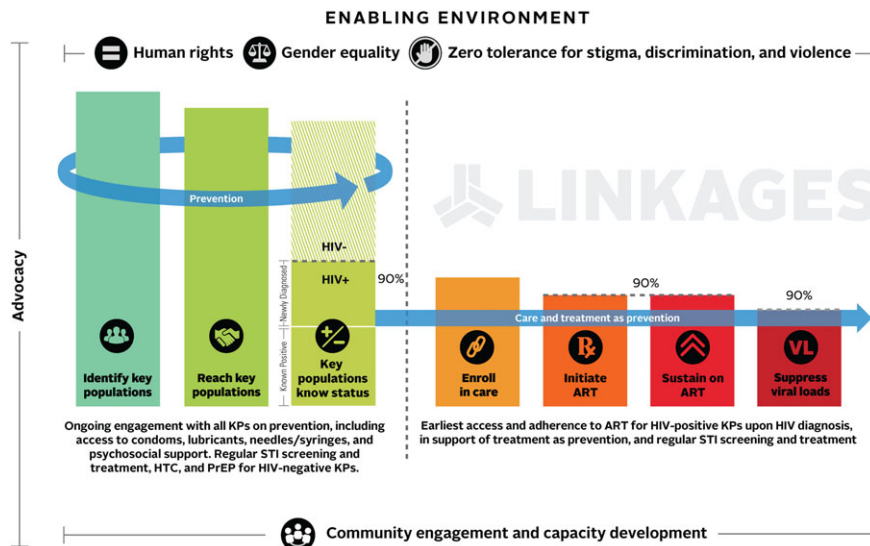 ENABLING ENVIRONMENT
Human rights
Gender equality
Zero tolerance for stigma, discrimination, and violence
Advocacy
Prevention
LINKAGES
HIV-
HIV+
90%
Newly Diagnosed
Known Positive
90%
90%
Care and treatment as prevention
Identify key
populations
Reach key
populations
+/-
Key
populations
know status
Enroll
in care
Rx
Initiate
ART
Sustain on
ART
VL
Suppress
viral loads
Ongoing engagement with all KPs on prevention, including
access to condoms, lubricants, needles/syringes, and
psychosocial support. Regular STI screening and
treatment, HTC, and PrEP for HIV-negative KPs.
Earliest access and adherence to ART for HIV-positive KPs upon HIV diagnosis,
in support of treatment as prevention, and regular STI screening and treatment
Community engagement and capacity development